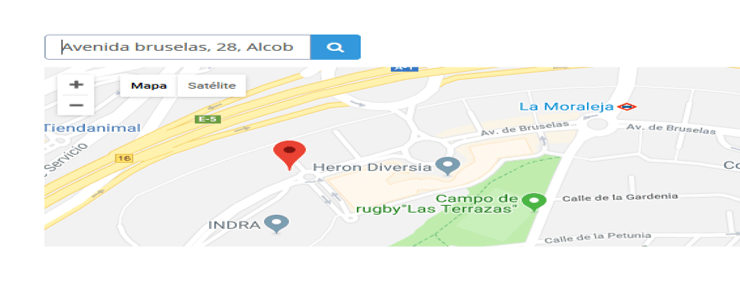 Avenida bruselas, 28, Alcob
+
Mapa Satélite
−
A-1
La Moraleja
Tiendanimal
E-5
Av. de Bruselas
Av. de Bruselas
Servicio
16
Heron Diversia
Co
Campo de
rugby"Las Terrazas"
Calle de la Gardenia
INDRA
Calle de la Petunia